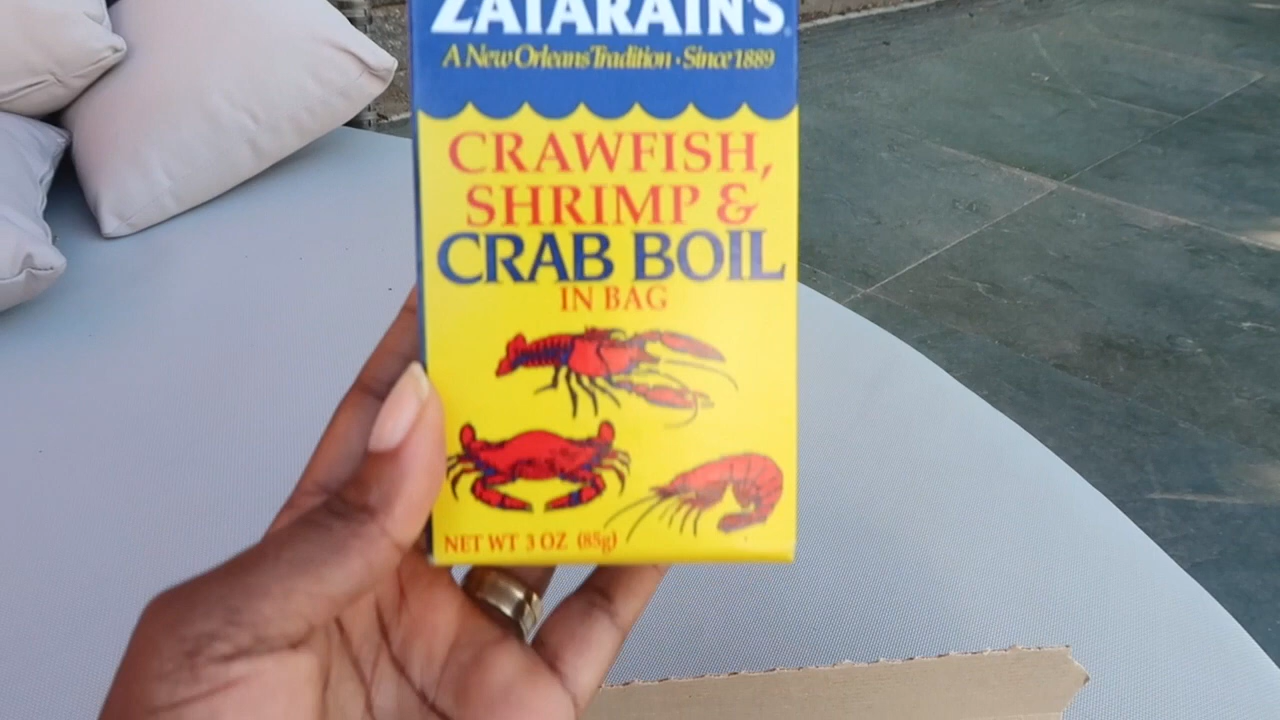 ZATARAIN'S®
A New Orleans Tradition · Since 1889
CRAWFISH,
SHRIMP &
CRAB BOIL
IN BAG
NET WT 3 OZ (85g)